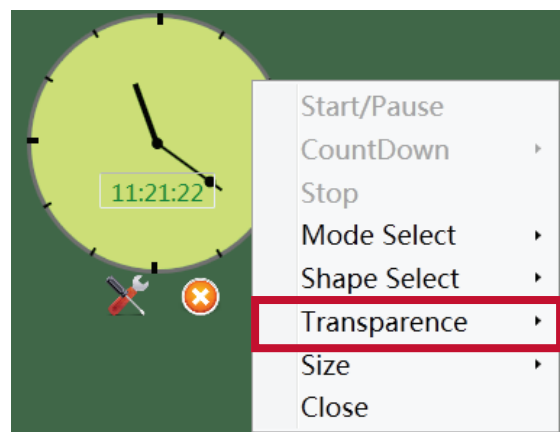 11:21:22
Start/Pause
CountDown
Stop
Mode Select
Shape Select
Transparence
Size
Close